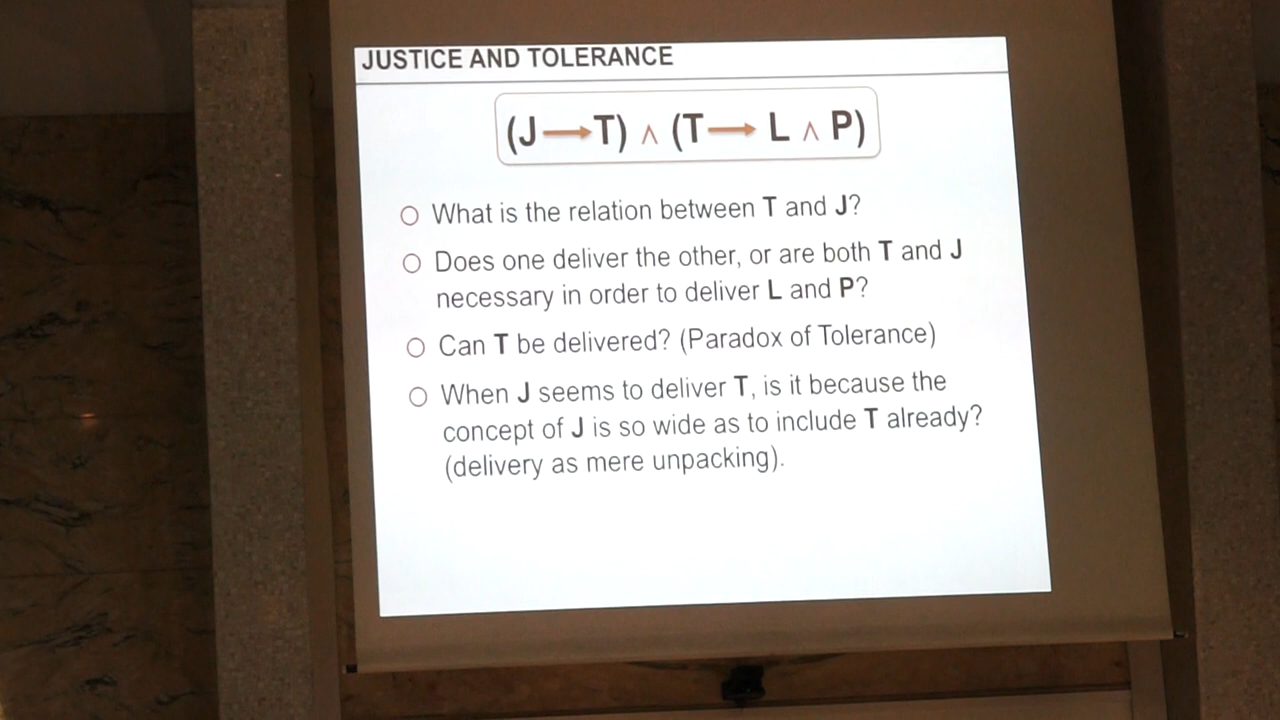 JUSTICE AND TOLERANCE
(J→T) ∧ (T→ L ∧ P)
○ What is the relation between T and J?
○ Does one deliver the other, or are both T and J
necessary in order to deliver L and P?
○ Can T be delivered? (Paradox of Tolerance)
○ When J seems to deliver T, is it because the
concept of J is so wide as to include T already?
(delivery as mere unpacking).